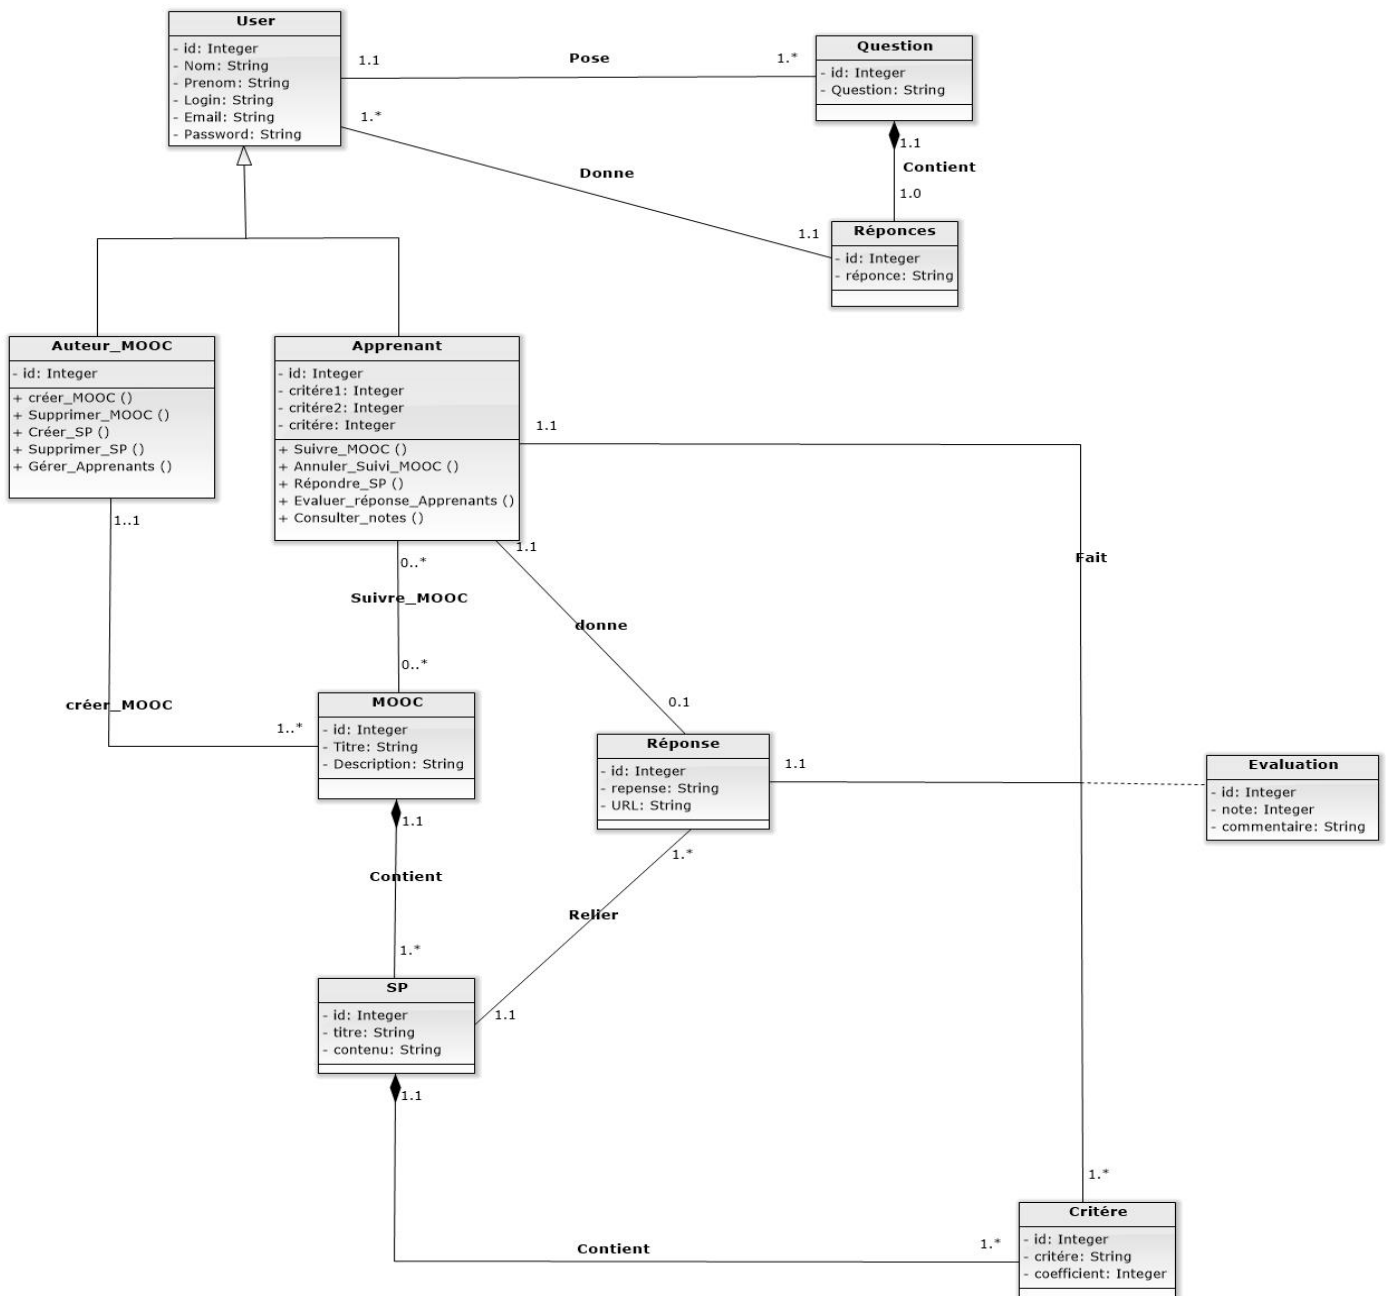 User
- id: Integer
- Nom: String
- Prenom: String
- Login: String
- Email: String
- Password: String
1.1
Pose
1.*
Question
- id: Integer
- Question: String
1.*
Donne
1.1
1.1
Contient
1.0
Réponces
- id: Integer
- réponce: String
Auteur_MOOC
- id: Integer
+ créer_MOOC ()
+ Supprimer_MOOC ()
+ Créer_SP ()
+ Supprimer_SP ()
+ Gérer_Apprenants ()
Apprenant
- id: Integer
- critére1: Integer
- critére2: Integer
- critére: Integer
+ Suivre_MOOC ()
+ Annuler_Suivi_MOOC ()
+ Répondre_SP ()
+ Evaluer_réponse_Apprenants ()
+ Consulter_notes ()
1.1
Fait
1..1
créer_MOOC
1..*
0..*
Suivre_MOOC
0..*
1.1
donne
0.1
MOOC
- id: Integer
- Titre: String
- Description: String
Réponse
- id: Integer
- repense: String
- URL: String
1.1
Evaluation
- id: Integer
- note: Integer
- commentaire: String
1.1
Contient
1.*
1.*
Relier
1.1
SP
- id: Integer
- titre: String
- contenu: String
1.1
Contient
1.*
1.*
Critére
- id: Integer
- critére: String
- coefficient: Integer